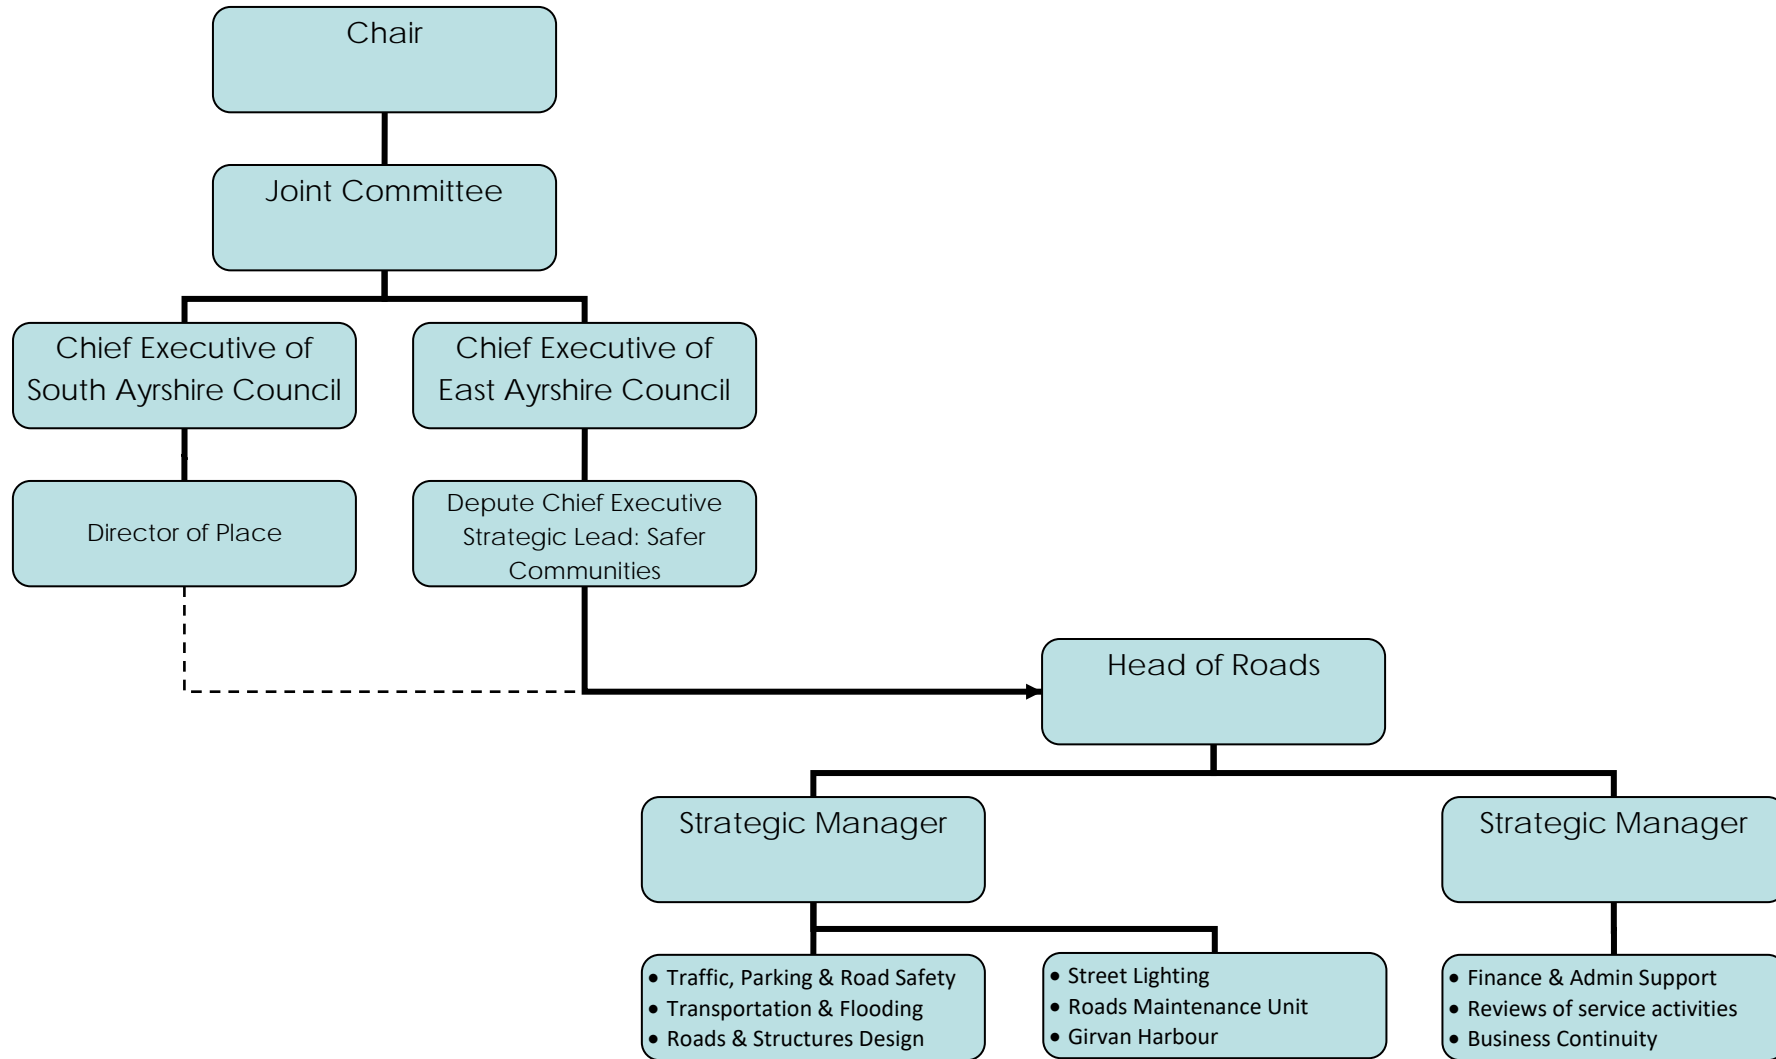 Chair
Joint Committee
Chief Executive of
South Ayrshire Council
Chief Executive of
East Ayrshire Council
Director of Place
Depute Chief Executive
Strategic Lead: Safer
Communities
Head of Roads
Strategic Manager
Strategic Manager
• Traffic, Parking & Road Safety
• Transportation & Flooding
• Roads & Structures Design
• Street Lighting
• Roads Maintenance Unit
• Girvan Harbour
• Finance & Admin Support
• Reviews of service activities
• Business Continuity